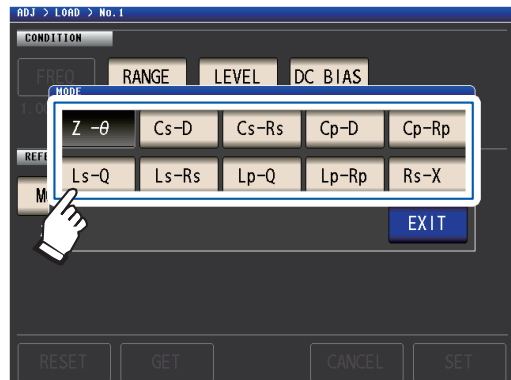 ADJ > LOAD > No.1
CONDITION
FREQ RANGE LEVEL DC BIAS
MODE
Z -θ Cs-D Cs-Rs Cp-D Cp-Rp
Ls-Q Ls-Rs Lp-Q Lp-Rp Rs-X
EXIT
RESET GET CANCEL SET